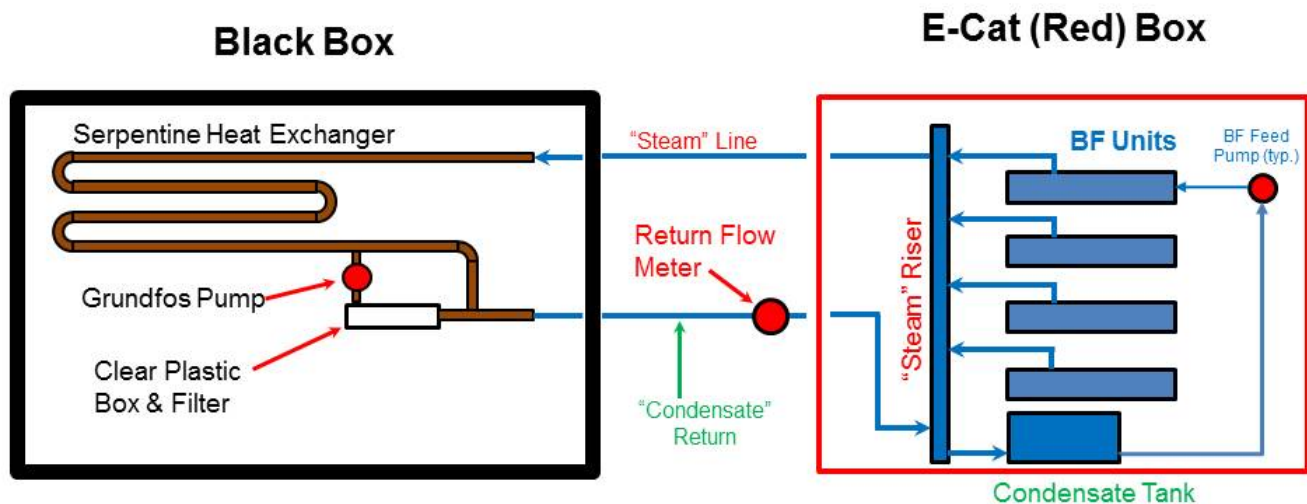 Black Box
E-Cat (Red) Box
Serpentine Heat Exchanger
Grundfos Pump
Clear Plastic
Box & Filter
“Steam” Line
Return Flow
Meter
“Condensate”
Return
“Steam” Riser
BF Units
BF Feed
Pump (typ.)
Condensate Tank